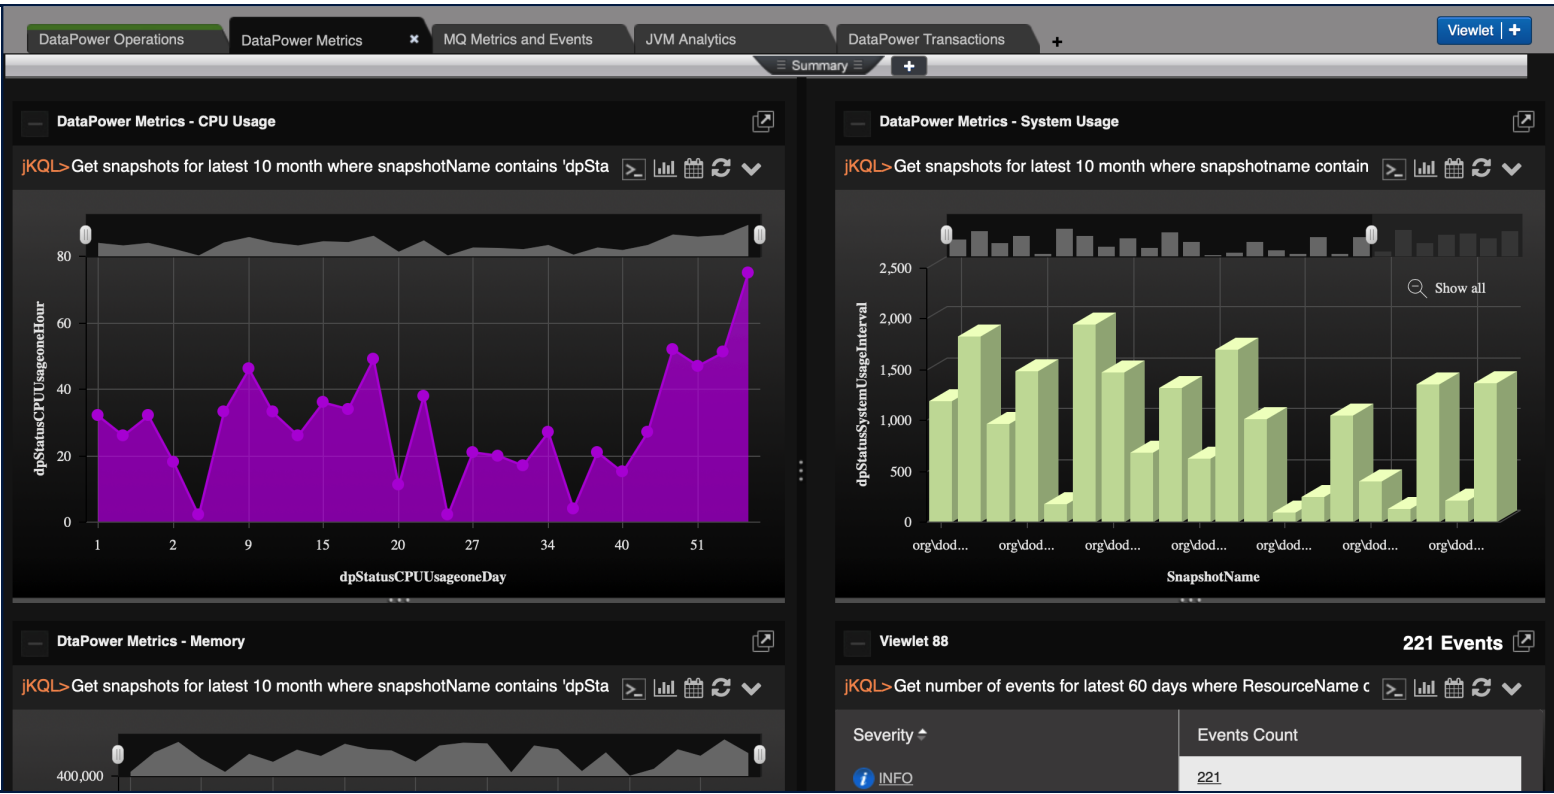 DataPower Operations
DataPower Metrics
MQ Metrics and Events
JVM Analytics
DataPower Transactions
Viewlet | +
Summary
DataPower Metrics - CPU Usage
jKQL>Get snapshots for latest 10 month where snapshotName contains 'dpSta
80
60
40
20
0
dpStatusCPUUsageoneHour
1 2 9 15 20 27 34 40 51
dpStatusCPUUsageoneDay
DataPower Metrics - System Usage
jKQL>Get snapshots for latest 10 month where snapshotname contain
Show all
2,500
2,000
1,500
1,000
500
0
dpStatusSystemUsageInterval
org\dod... org\dod... org\dod... org\dod... org\dod... org\dod... org\dod...
SnapshotName
DtaPower Metrics - Memory
jKQL>Get snapshots for latest 10 month where snapshotName contains 'dpSta
400,000
Viewlet 88
221 Events
jKQL>Get number of events for latest 60 days where ResourceName c
Severity Events Count
INFO 221